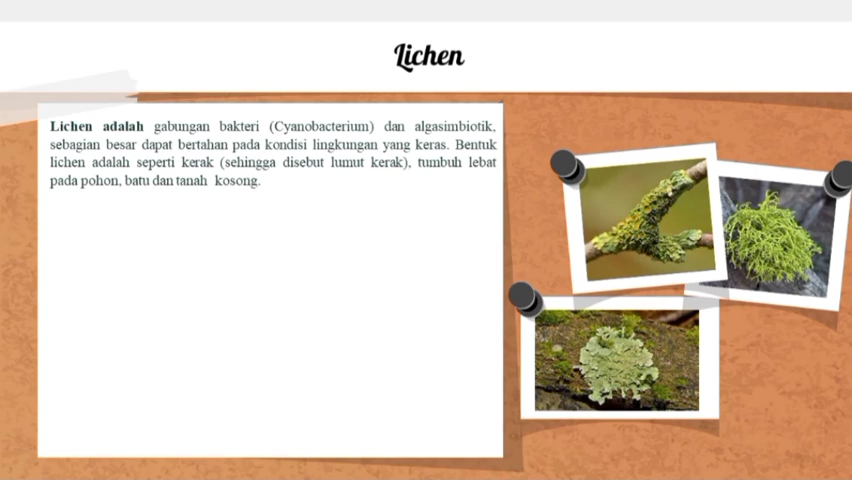 Lichen
Lichen adalah gabungan bakteri (Cyanobacterium) dan algasimbiotik,
sebagian besar dapat bertahan pada kondisi lingkungan yang keras. Bentuk
lichen adalah seperti kerak (sehingga disebut lumut kerak), tumbuh lebat
pada pohon, batu dan tanah kosong.